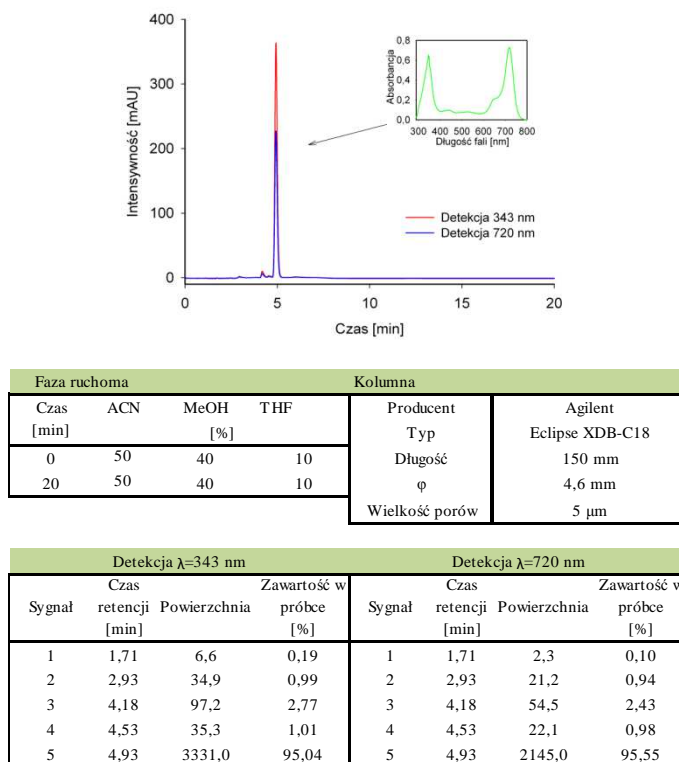 400
300
200
100
0
Intensywność [mAU]
0 5 10 15 20
Czas [min]
0,8
0,6
0,4
0,2
0,0
Absorbancja
300 400 500 600 700 800
Długość fali [nm]
Detekcja 343 nm
Detekcja 720 nm
Faza ruchoma Kolumna
Czas ACN MeOH THF Producent Agilent
[min] [%] Typ Eclipse XDB-C18
0 50 40 10 Długość 150 mm
20 50 40 10 φ 4,6 mm
Wielkość porów 5 μm
Detekcja λ=343 nm Detekcja λ=720 nm
Czas Zawartość w Czas Zawartość w
Sygnał retencji Powierzchnia próbce Sygnał retencji Powierzchnia próbce
[min] [%] [min] [%]
1 1,71 6,6 0,19 1 1,71 2,3 0,10
2 2,93 34,9 0,99 2 2,93 21,2 0,94
3 4,18 97,2 2,77 3 4,18 54,5 2,43
4 4,53 35,3 1,01 4 4,53 22,1 0,98
5 4,93 3331,0 95,04 5 4,93 2145,0 95,55